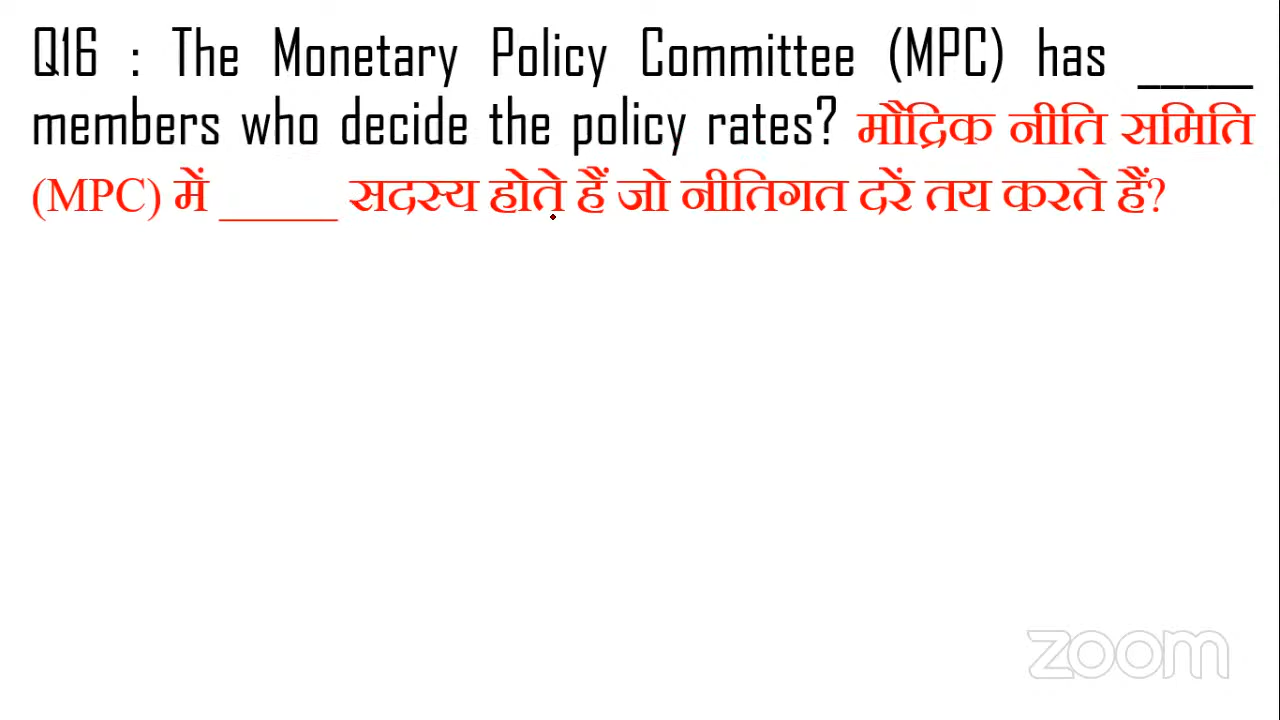 Q16 : The Monetary Policy Committee (MPC) has _____
members who decide the policy rates? मौद्रिक नीति समिति
(MPC) में _____ सदस्य होते हैं जो नीतिगत दरें तय करते हैं?
zoom